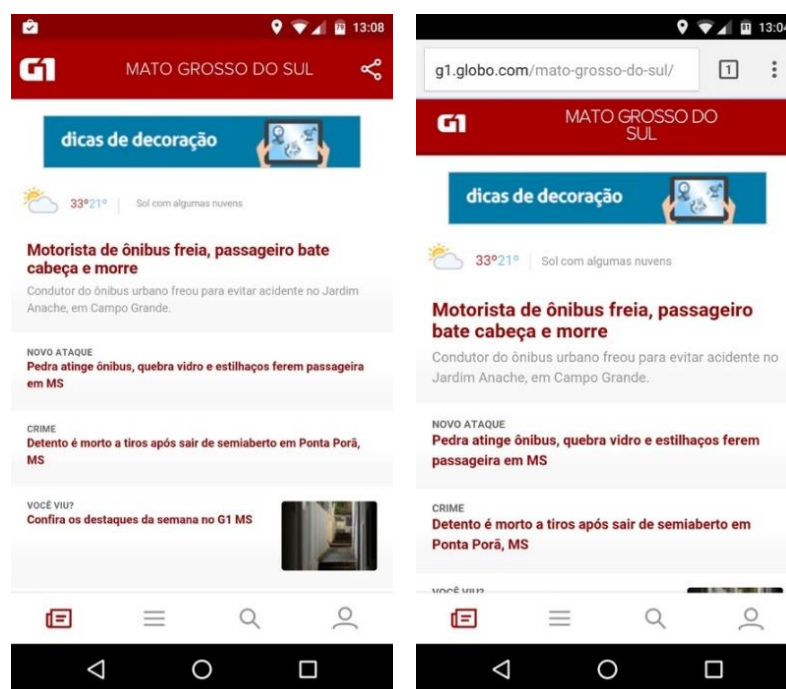 79 13:08
G1 MATO GROSSO DO SUL
dicas de decoração
33º21º Sol com algumas nuvens
Motorista de ônibus freia, passageiro bate
cabeça e morre
Condutor do ônibus urbano freou para evitar acidente no Jardim
Anache, em Campo Grande.
NOVO ATAQUE
Pedra atinge ônibus, quebra vidro e estilhaços ferem passageira
em MS
CRIME
Detento é morto a tiros após sair de semiaberto em Ponta Porã,
MS
VOCÊ VIU?
Confira os destaques da semana no G1 MS
81 13:04
g1.globo.com/mato-grosso-do-sul/ 1
G1 MATO GROSSO DO
SUL
dicas de decoração
33º21º Sol com algumas nuvens
Motorista de ônibus freia, passageiro
bate cabeça e morre
Condutor do ônibus urbano freou para evitar acidente no
Jardim Anache, em Campo Grande.
NOVO ATAQUE
Pedra atinge ônibus, quebra vidro e estilhaços ferem
passageira em MS
CRIME
Detento é morto a tiros após sair de semiaberto em
Ponta Porã, MS
VOCÊ VIU?